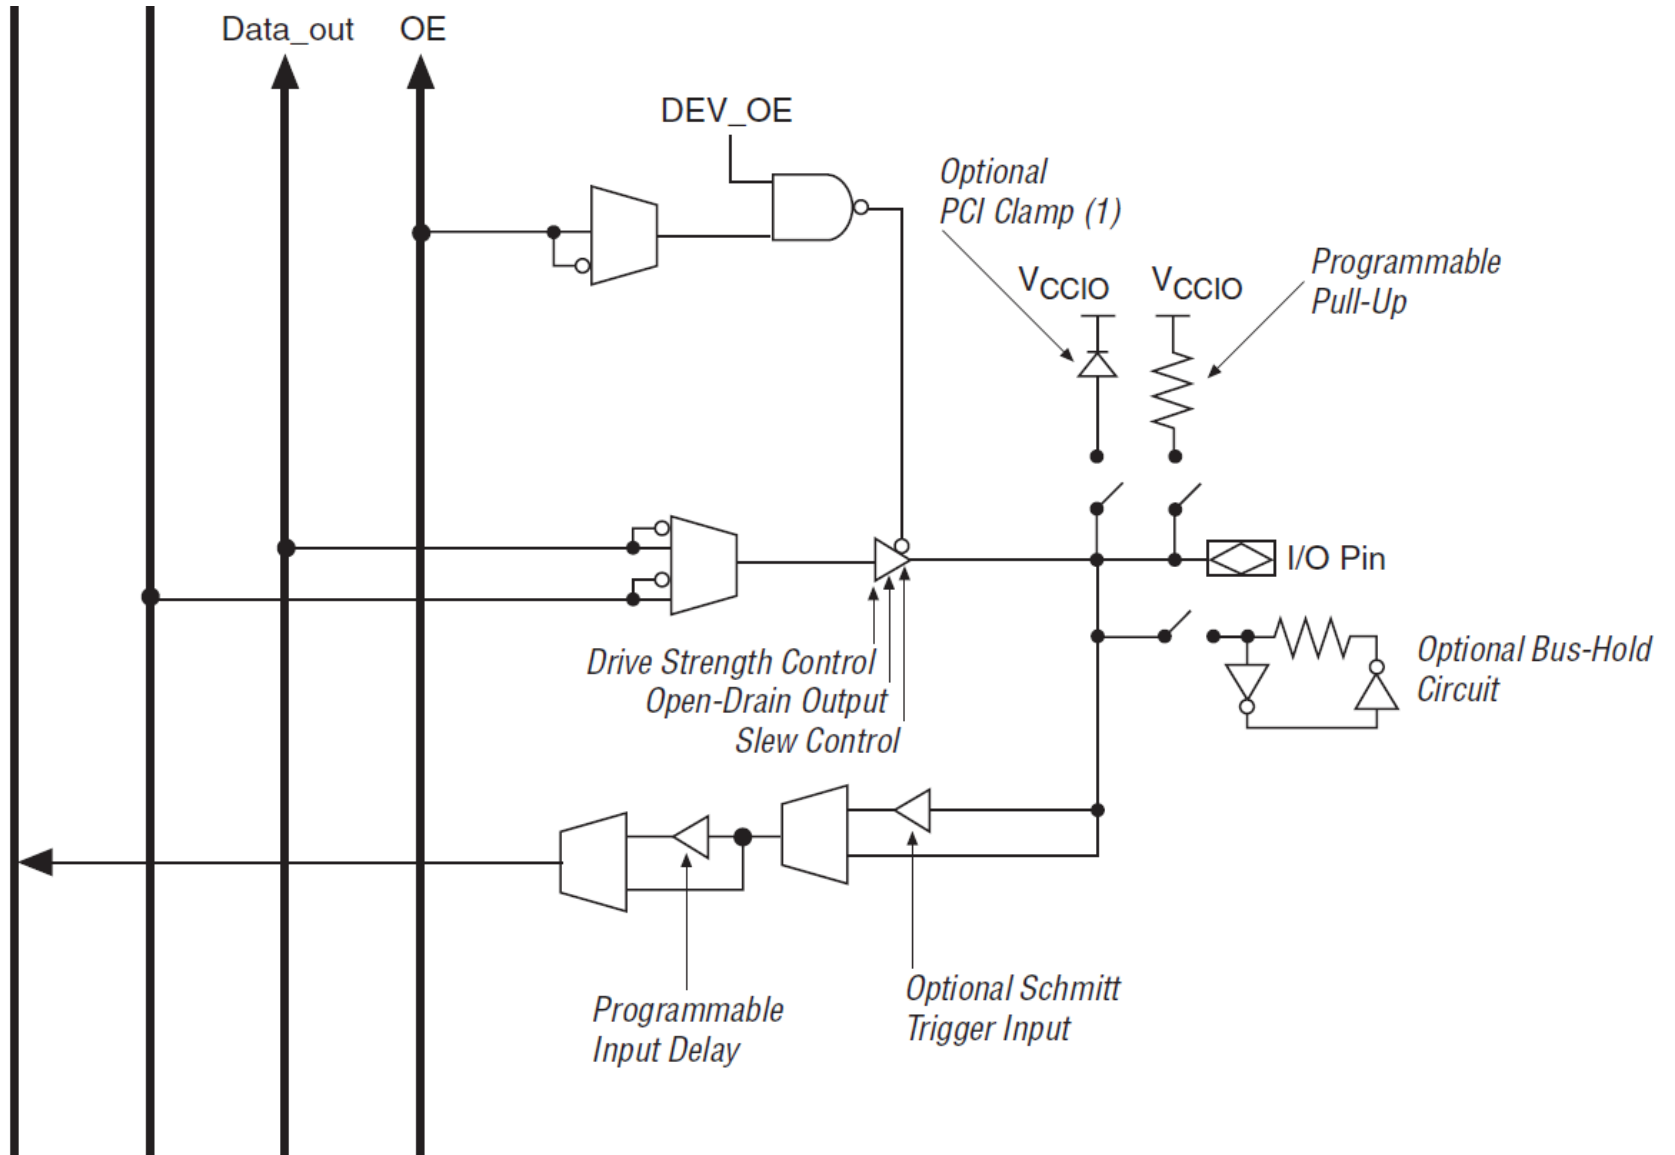 Data_out
OE
DEV_OE
Optional
PCI Clamp (1)
VCCIO
VCCIO
Programmable
Pull-Up
I/O Pin
Drive Strength Control
Open-Drain Output
Slew Control
Optional Bus-Hold
Circuit
Programmable
Input Delay
Optional Schmitt
Trigger Input